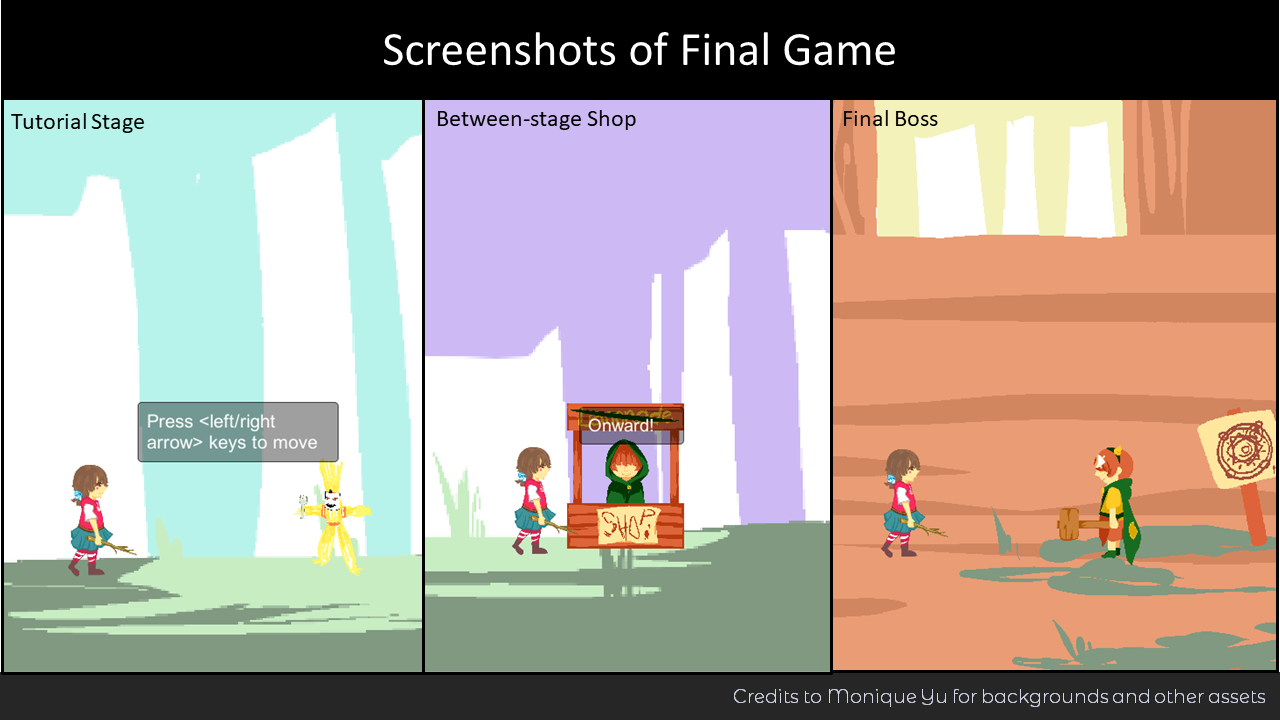 Screenshots of Final Game
Tutorial Stage
Between-stage Shop
Final Boss
Press <left/right
arrow> keys to move
Onward!
SHOP
Credits to Monique Yu for backgrounds and other assets